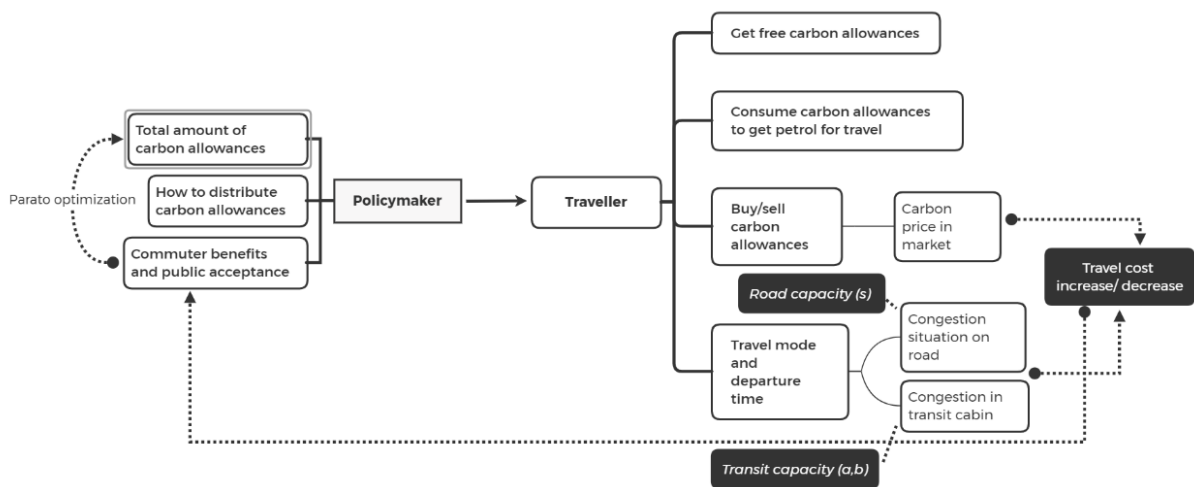 Get free carbon allowances
Consume carbon allowances
to get petrol for travel
Total amount of
carbon allowances
Parato optimization
How to distribute
carbon allowances
Policymaker
Traveller
Buy/sell
carbon
allowances
Carbon
price in
market
Commuter benefits
and public acceptance
Travel cost
increase/ decrease
Road capacity (s)
Congestion
situation on
road
Travel mode
and
departure
time
Congestion in
transit cabin
Transit capacity (a,b)